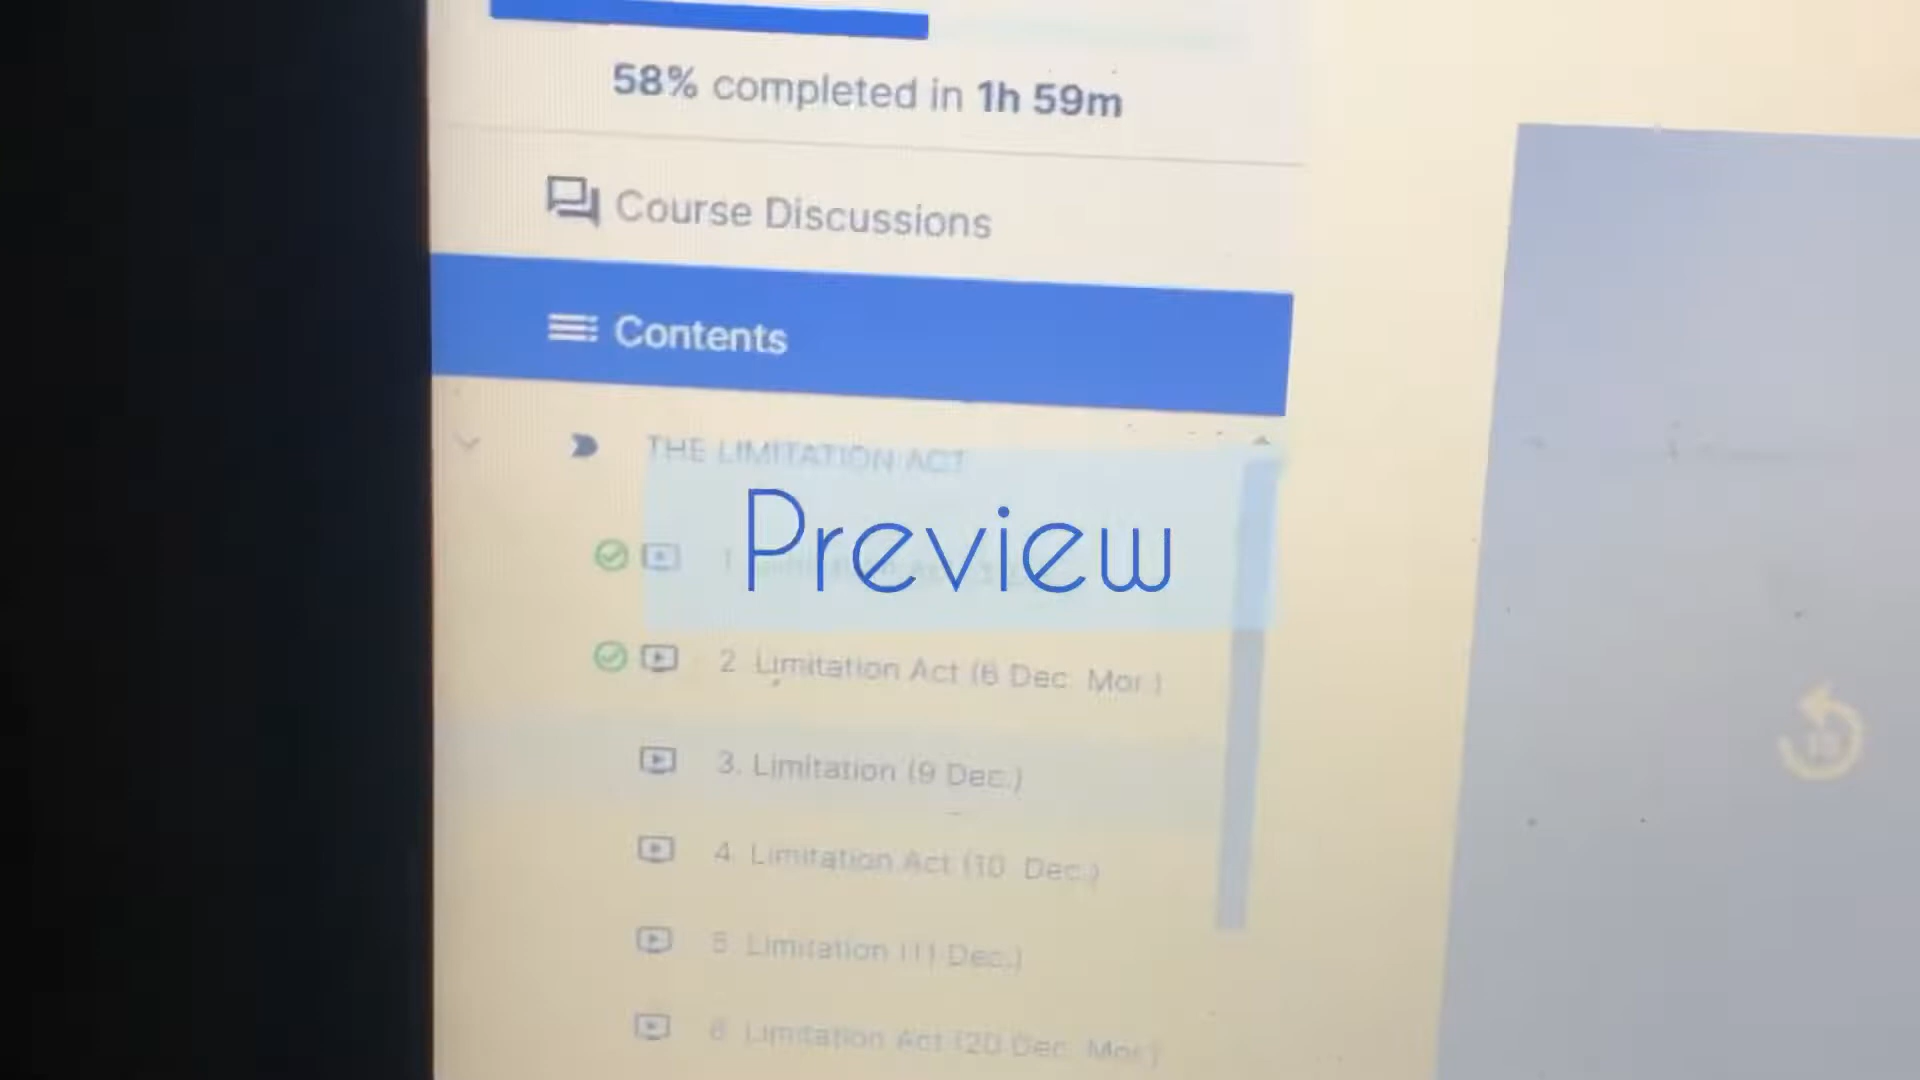 58% completed in 1h 59m
Course Discussions
Contents
THE LIMITATION ACT
Preview
1
2. Limitation Act (6 Dec. Mor.)
3. Limitation (9 Dec.)
4. Limitation Act (10. Dec.)
5. Limitation (11 Dec.)
6. Limitation Act (20 Dec. Mor.)